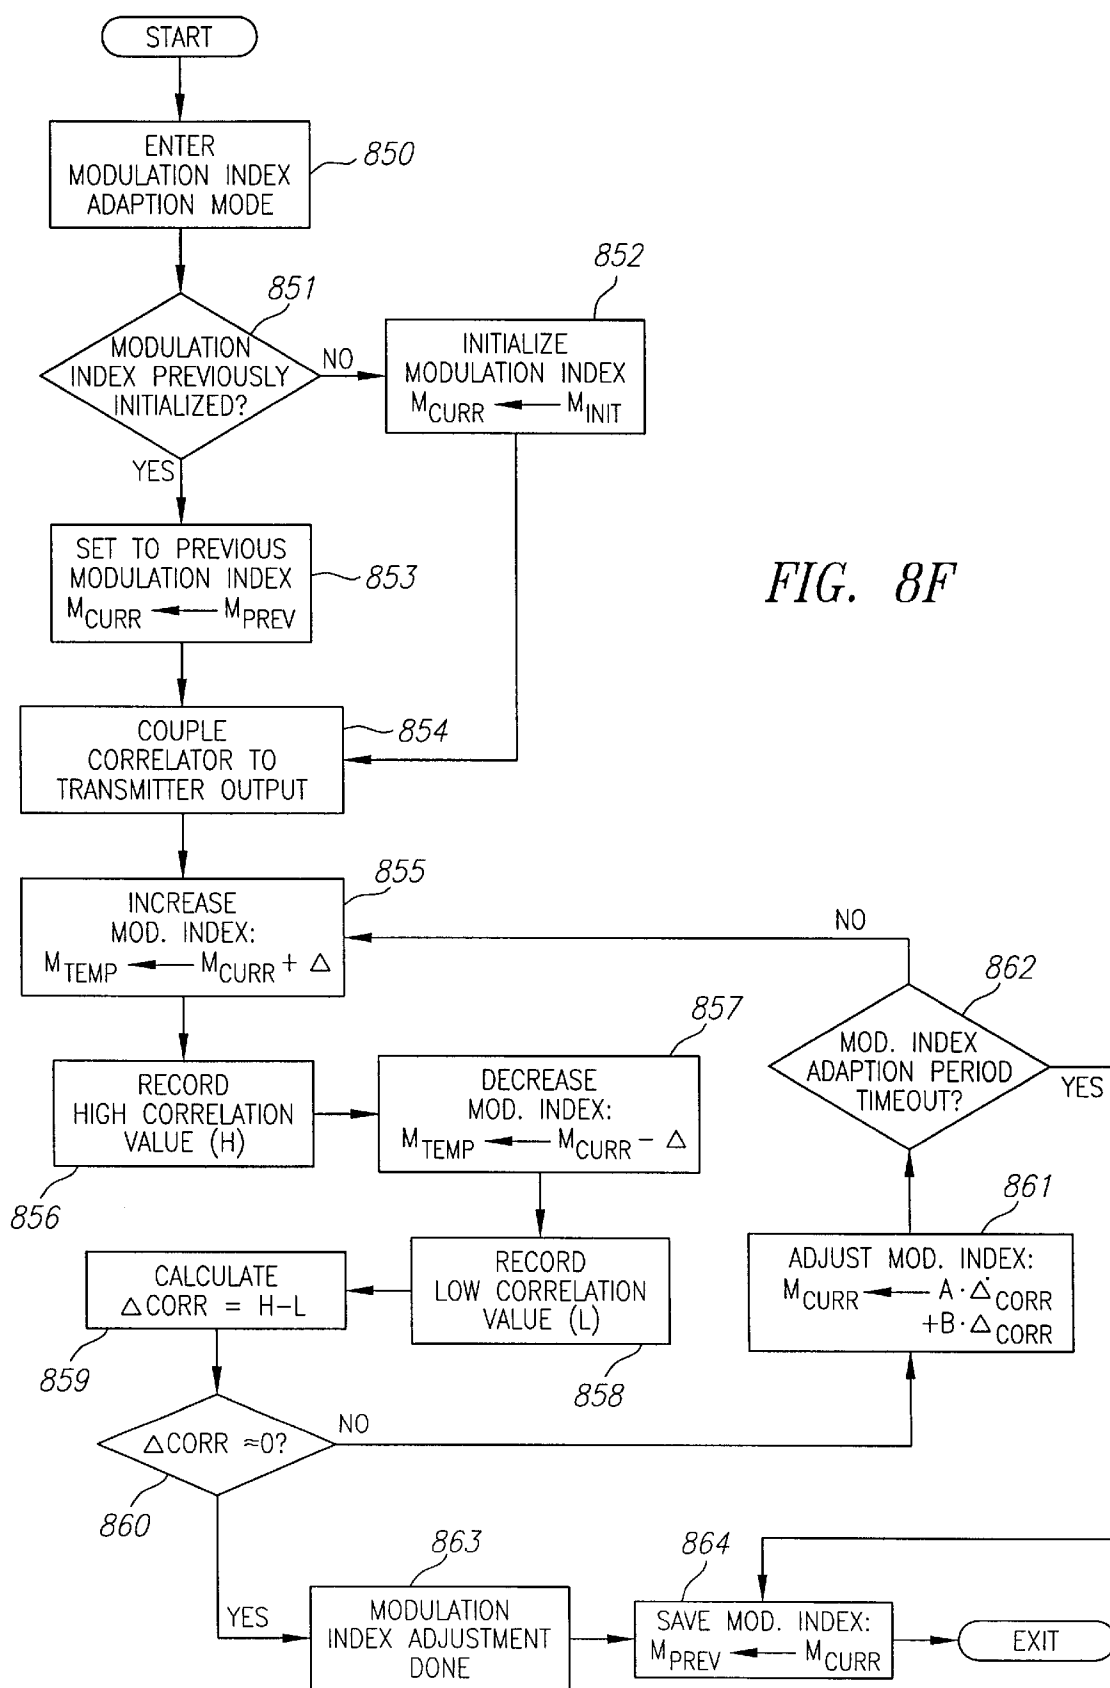 START
ENTER
MODULATION INDEX
ADAPTION MODE
850
851
MODULATION
INDEX PREVIOUSLY
INITIALIZED?
NO
YES
852
INITIALIZE
MODULATION INDEX
M_CURR ← M_INIT
SET TO PREVIOUS
MODULATION INDEX
M_CURR ← M_PREV
853
FIG. 8F
COUPLE
CORRELATOR TO
TRANSMITTER OUTPUT
854
855
INCREASE
MOD. INDEX:
M_TEMP ← M_CURR + Δ
RECORD
HIGH CORRELATION
VALUE (H)
856
857
DECREASE
MOD. INDEX:
M_TEMP ← M_CURR − Δ
RECORD
LOW CORRELATION
VALUE (L)
858
CALCULATE
ΔCORR = H-L
859
ΔCORR ≈0?
860
NO
YES
861
ADJUST MOD. INDEX:
M_CURR ← A · Δ̇_CORR
+B · Δ_CORR
862
MOD. INDEX
ADAPTION PERIOD
TIMEOUT?
NO
YES
863
MODULATION
INDEX ADJUSTMENT
DONE
864
SAVE MOD. INDEX:
M_PREV ← M_CURR
EXIT